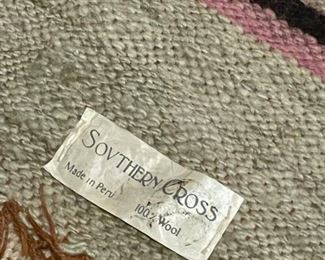 SOVTHERN CROSS
Made in Peru
100% Wool